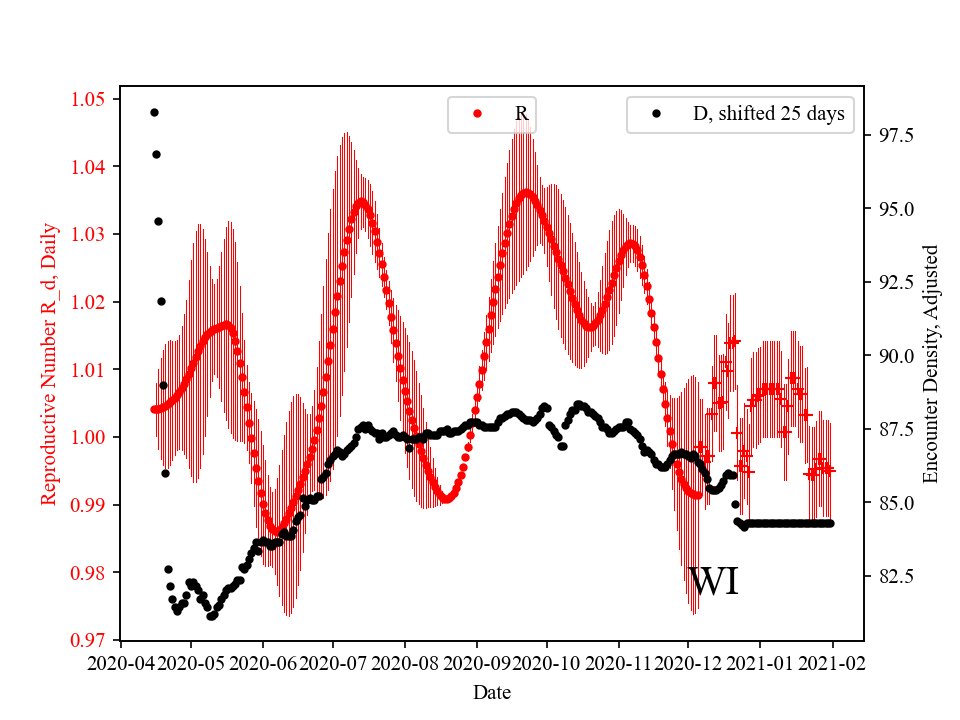 R
D, shifted 25 days
1.05
1.04
1.03
1.02
1.01
1.00
0.99
0.98
0.97
Reproductive Number R_d, Daily
97.5
95.0
92.5
90.0
87.5
85.0
82.5
Encounter Density, Adjusted
WI
2020-04 2020-05 2020-06 2020-07 2020-08 2020-09 2020-10 2020-11 2020-12 2021-01 2021-02
Date